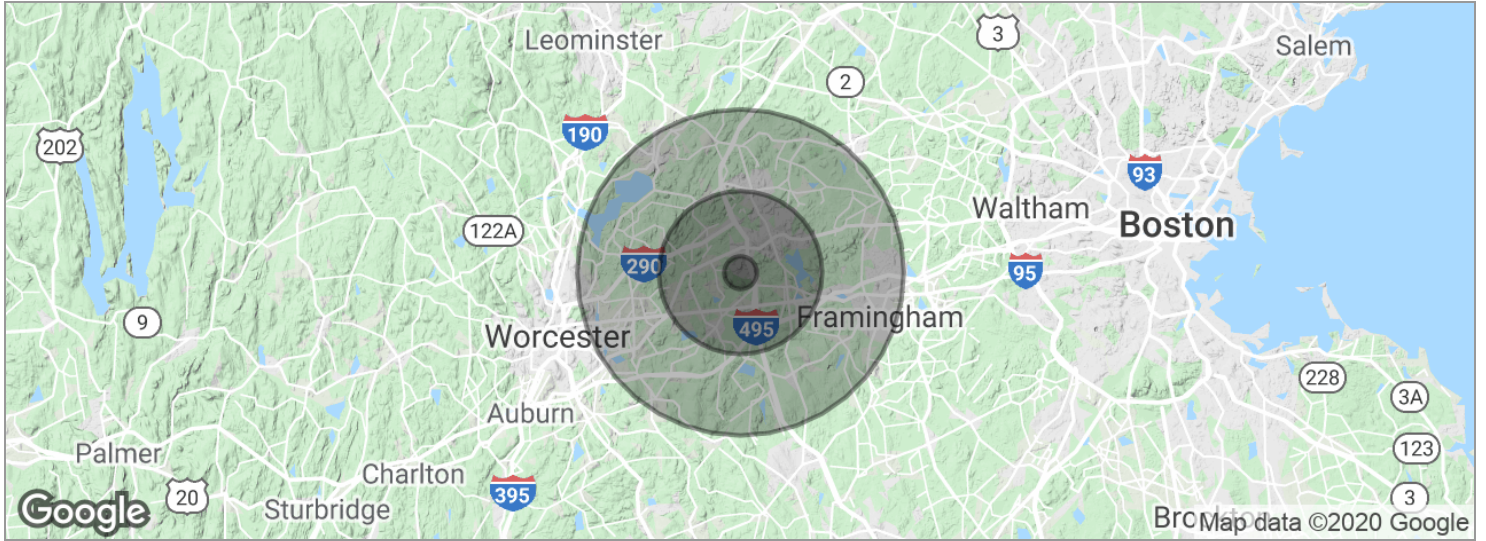 Leominster
3
Salem
2
190
202
93
Waltham
Boston
122A
290
95
9
Framingham
495
Worcester
228
3A
Auburn
123
Palmer
Charlton
395
20
3
Sturbridge
Google
Map data ©2020 Google